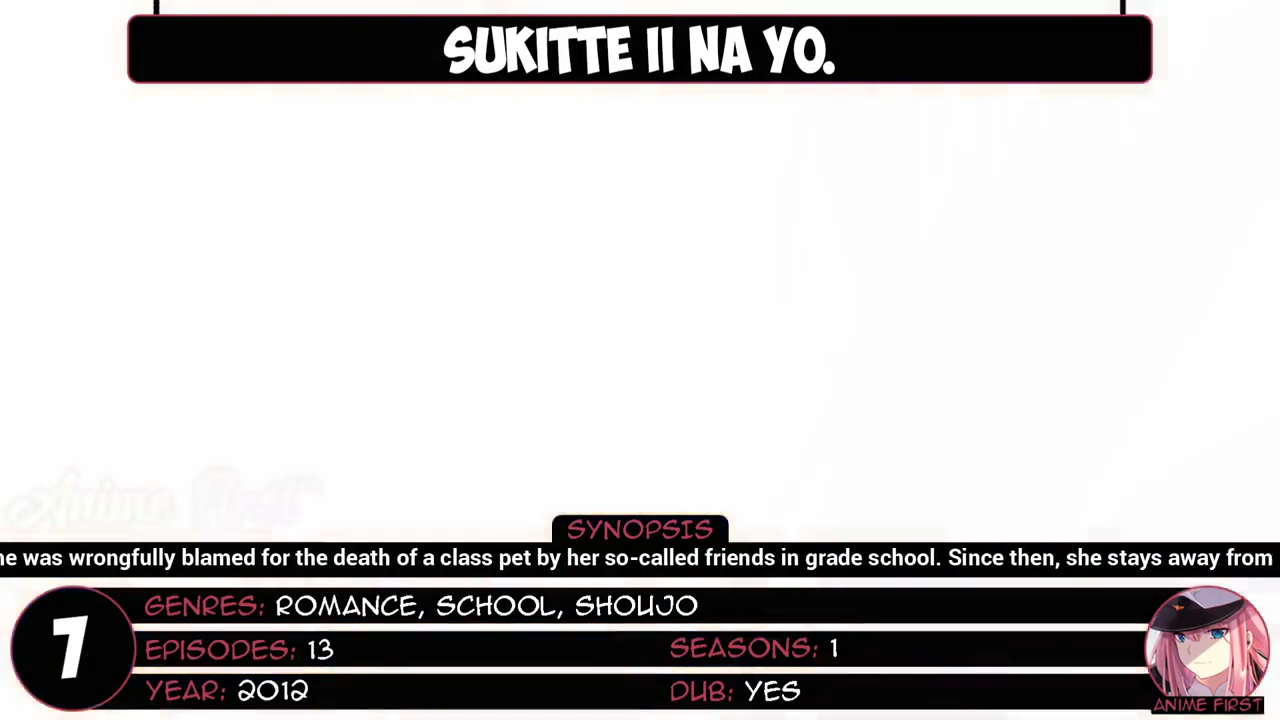 SUKITTE II NA YO.
Anime First
SYNOPSIS
he was wrongfully blamed for the death of a class pet by her so-called friends in grade school. Since then, she stays away from
7
GENRES: ROMANCE, SCHOOL, SHOUJO
EPISODES: 13
SEASONS: 1
YEAR: 2012
DUB: YES
ANIME FIRST